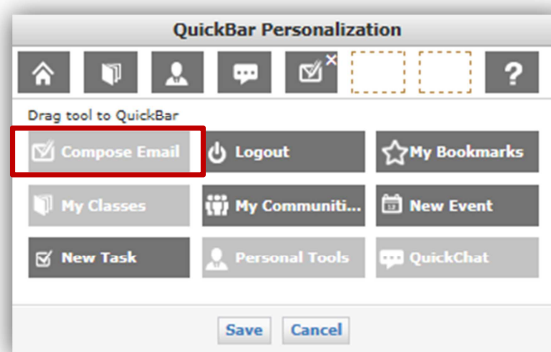 QuickBar Personalization
?
Drag tool to QuickBar
Compose Email Logout My Bookmarks
My Classes My Communiti... New Event
New Task Personal Tools QuickChat
Save Cancel